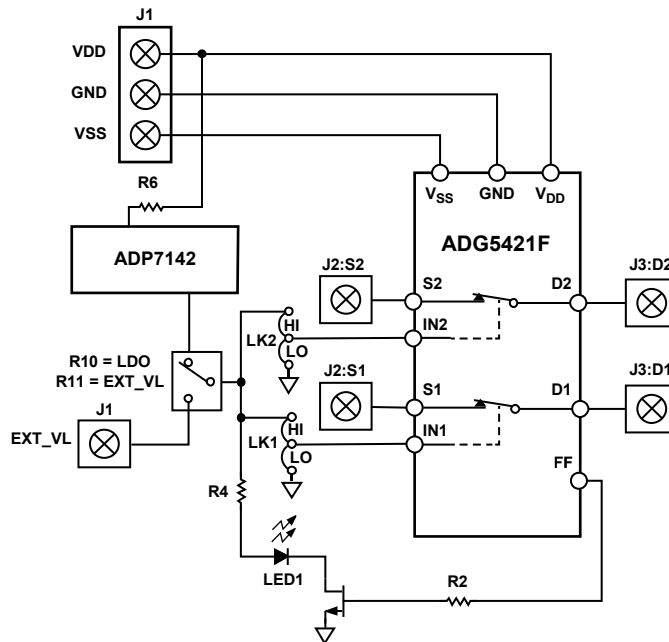 J1
VDD
GND
VSS
R6
VSS
GND
VDD
ADP7142
ADG5421F
J2:S2
S2
D2
J3:D2
HI
LK2
LO
IN2
R10 = LDO
R11 = EXT_VL
J2:S1
S1
D1
J3:D1
J1
HI
LK1
LO
IN1
EXT_VL
FF
R4
LED1
R2